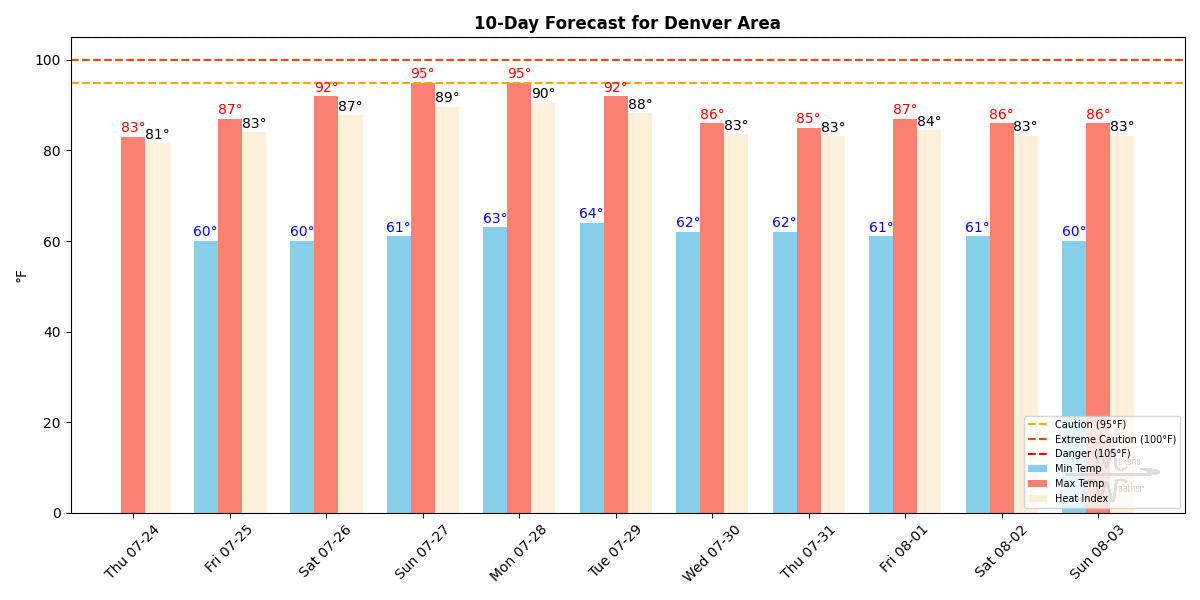 10-Day Forecast for Denver Area
°F
100
80
60
40
20
0
83° 81°
60° 87° 83°
60° 92° 87°
61° 95° 89°
63° 95° 90°
64° 92° 88°
62° 86° 83°
62° 85° 83°
61° 87° 84°
61° 86° 83°
60° 86° 83°
Thu 07-24
Fri 07-25
Sat 07-26
Sun 07-27
Mon 07-28
Tue 07-29
Wed 07-30
Thu 07-31
Fri 08-01
Sat 08-02
Sun 08-03
Caution (95°F)
Extreme Caution (100°F)
Danger (105°F)
Min Temp
Max Temp
Heat Index